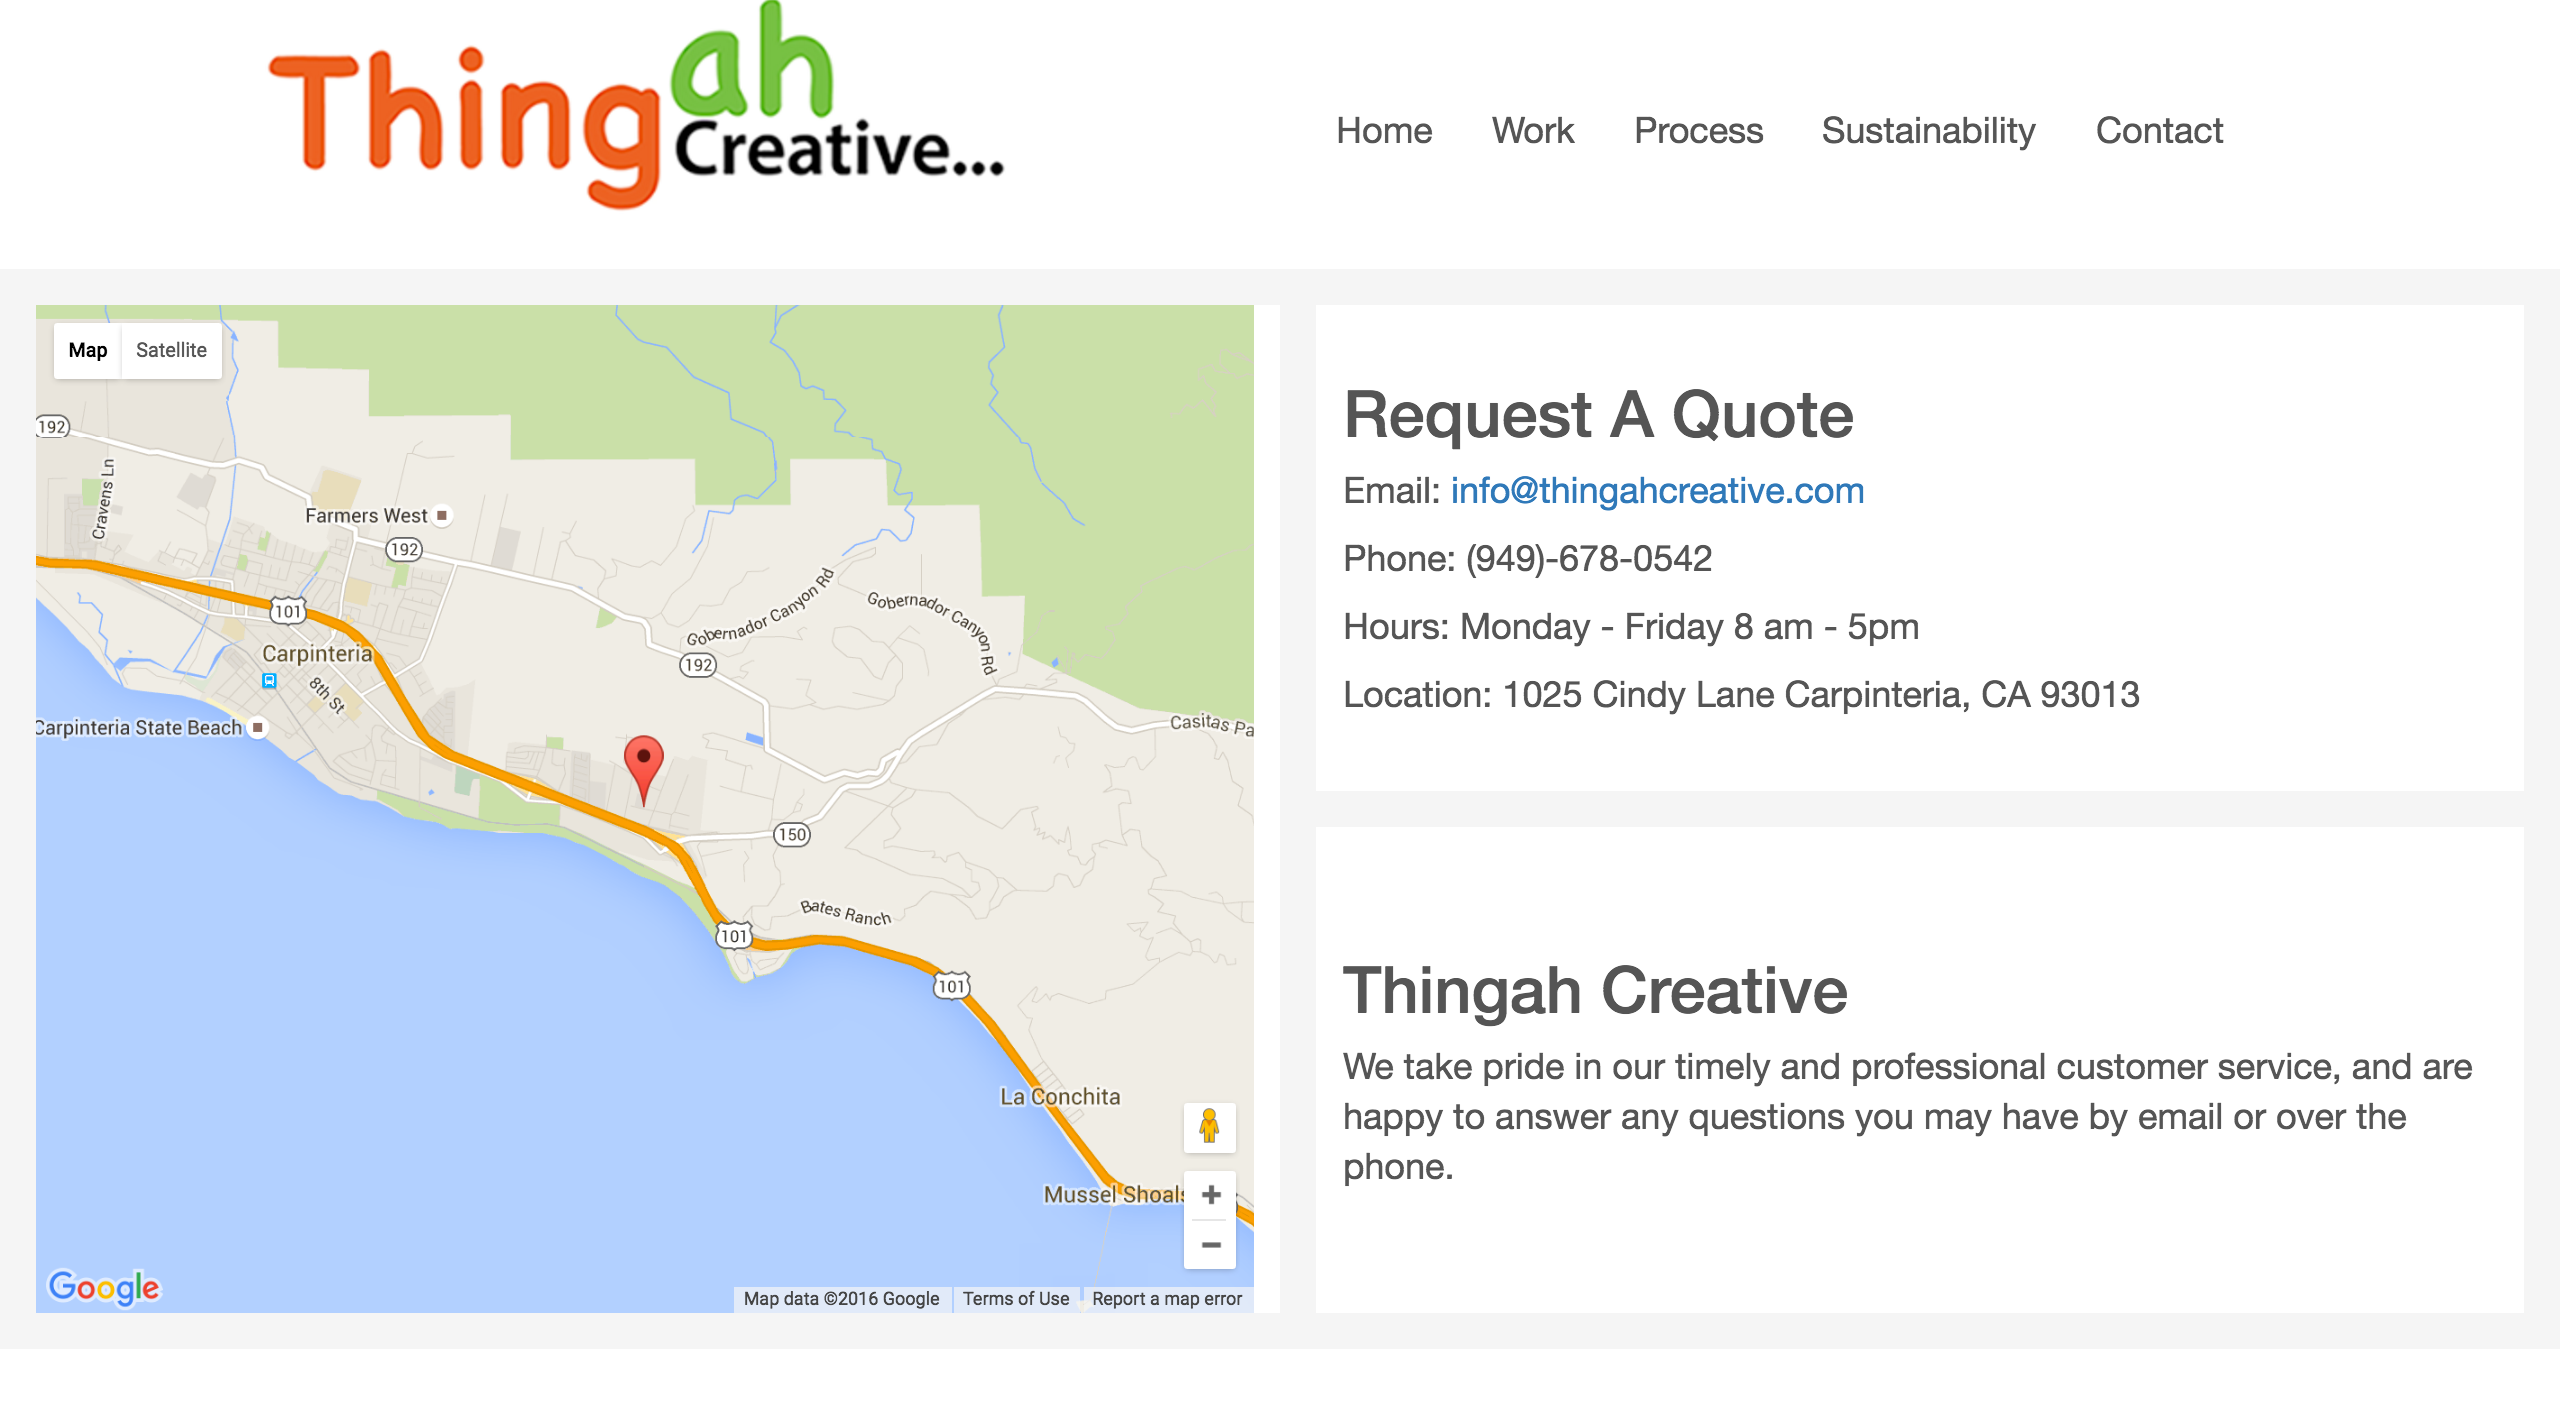 Thingah
Creative...
Home Work Process Sustainability Contact
Map Satellite
192
Cravens Ln
Farmers West
192
101
Gobernador Canyon Rd
Gobernador Canyon Rd
Carpinteria
192
8th St
Carpinteria State Beach
Casitas Pa
150
Bates Ranch
101
101
La Conchita
Mussel Shoals
+
−
Google
Map data ©2016 Google Terms of Use Report a map error
Request A Quote
Email: info@thingahcreative.com
Phone: (949)-678-0542
Hours: Monday - Friday 8 am - 5pm
Location: 1025 Cindy Lane Carpinteria, CA 93013
Thingah Creative
We take pride in our timely and professional customer service, and are
happy to answer any questions you may have by email or over the
phone.